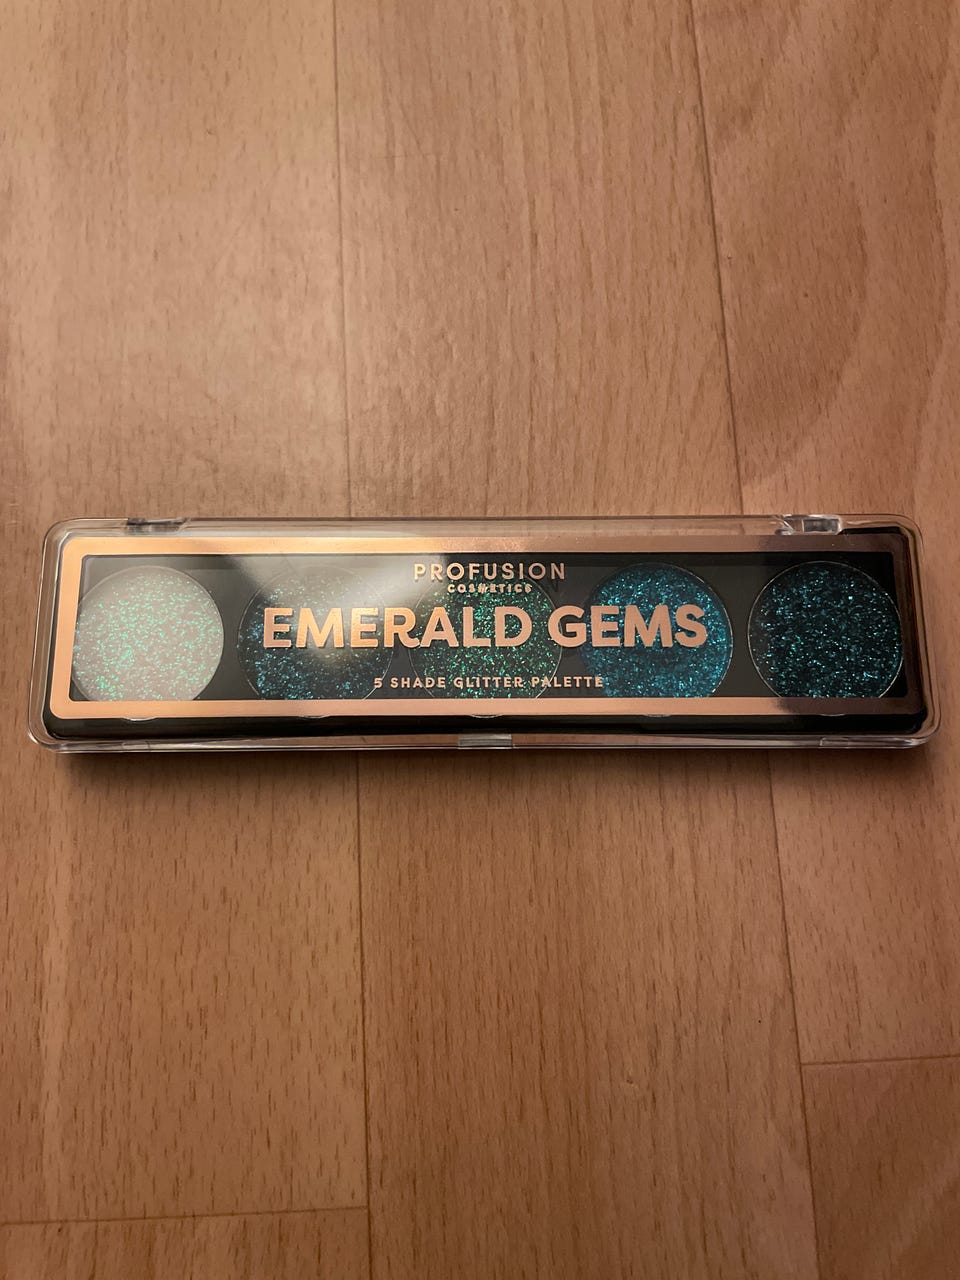 PROFUSION
COSMETICS
EMERALD GEMS
5 SHADE GLITTER PALETTE